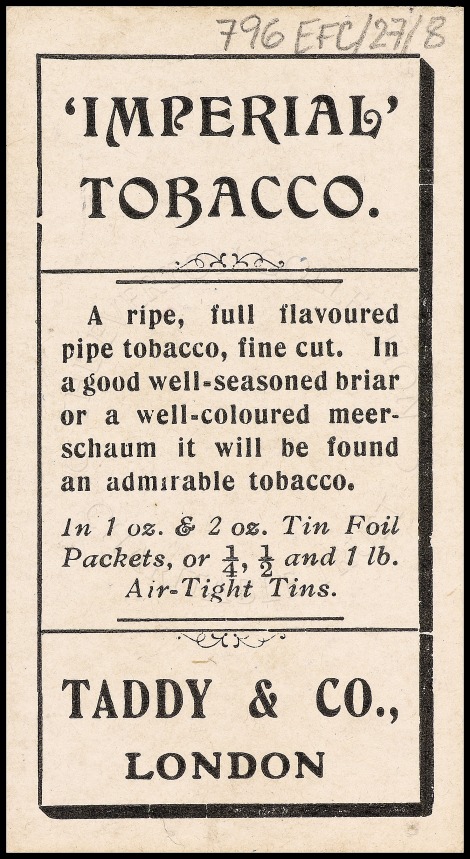 796 EFC/27/8
'IMPERIAL'
TOBACCO.
A ripe, full flavoured
pipe tobacco, fine cut. In
a good well-seasoned briar
or a well-coloured meer-
schaum it will be found
an admirable tobacco.
In 1 oz. & 2 oz. Tin Foil
Packets, or ¼, ½ and 1 lb.
Air-Tight Tins.
TADDY & CO.,
LONDON